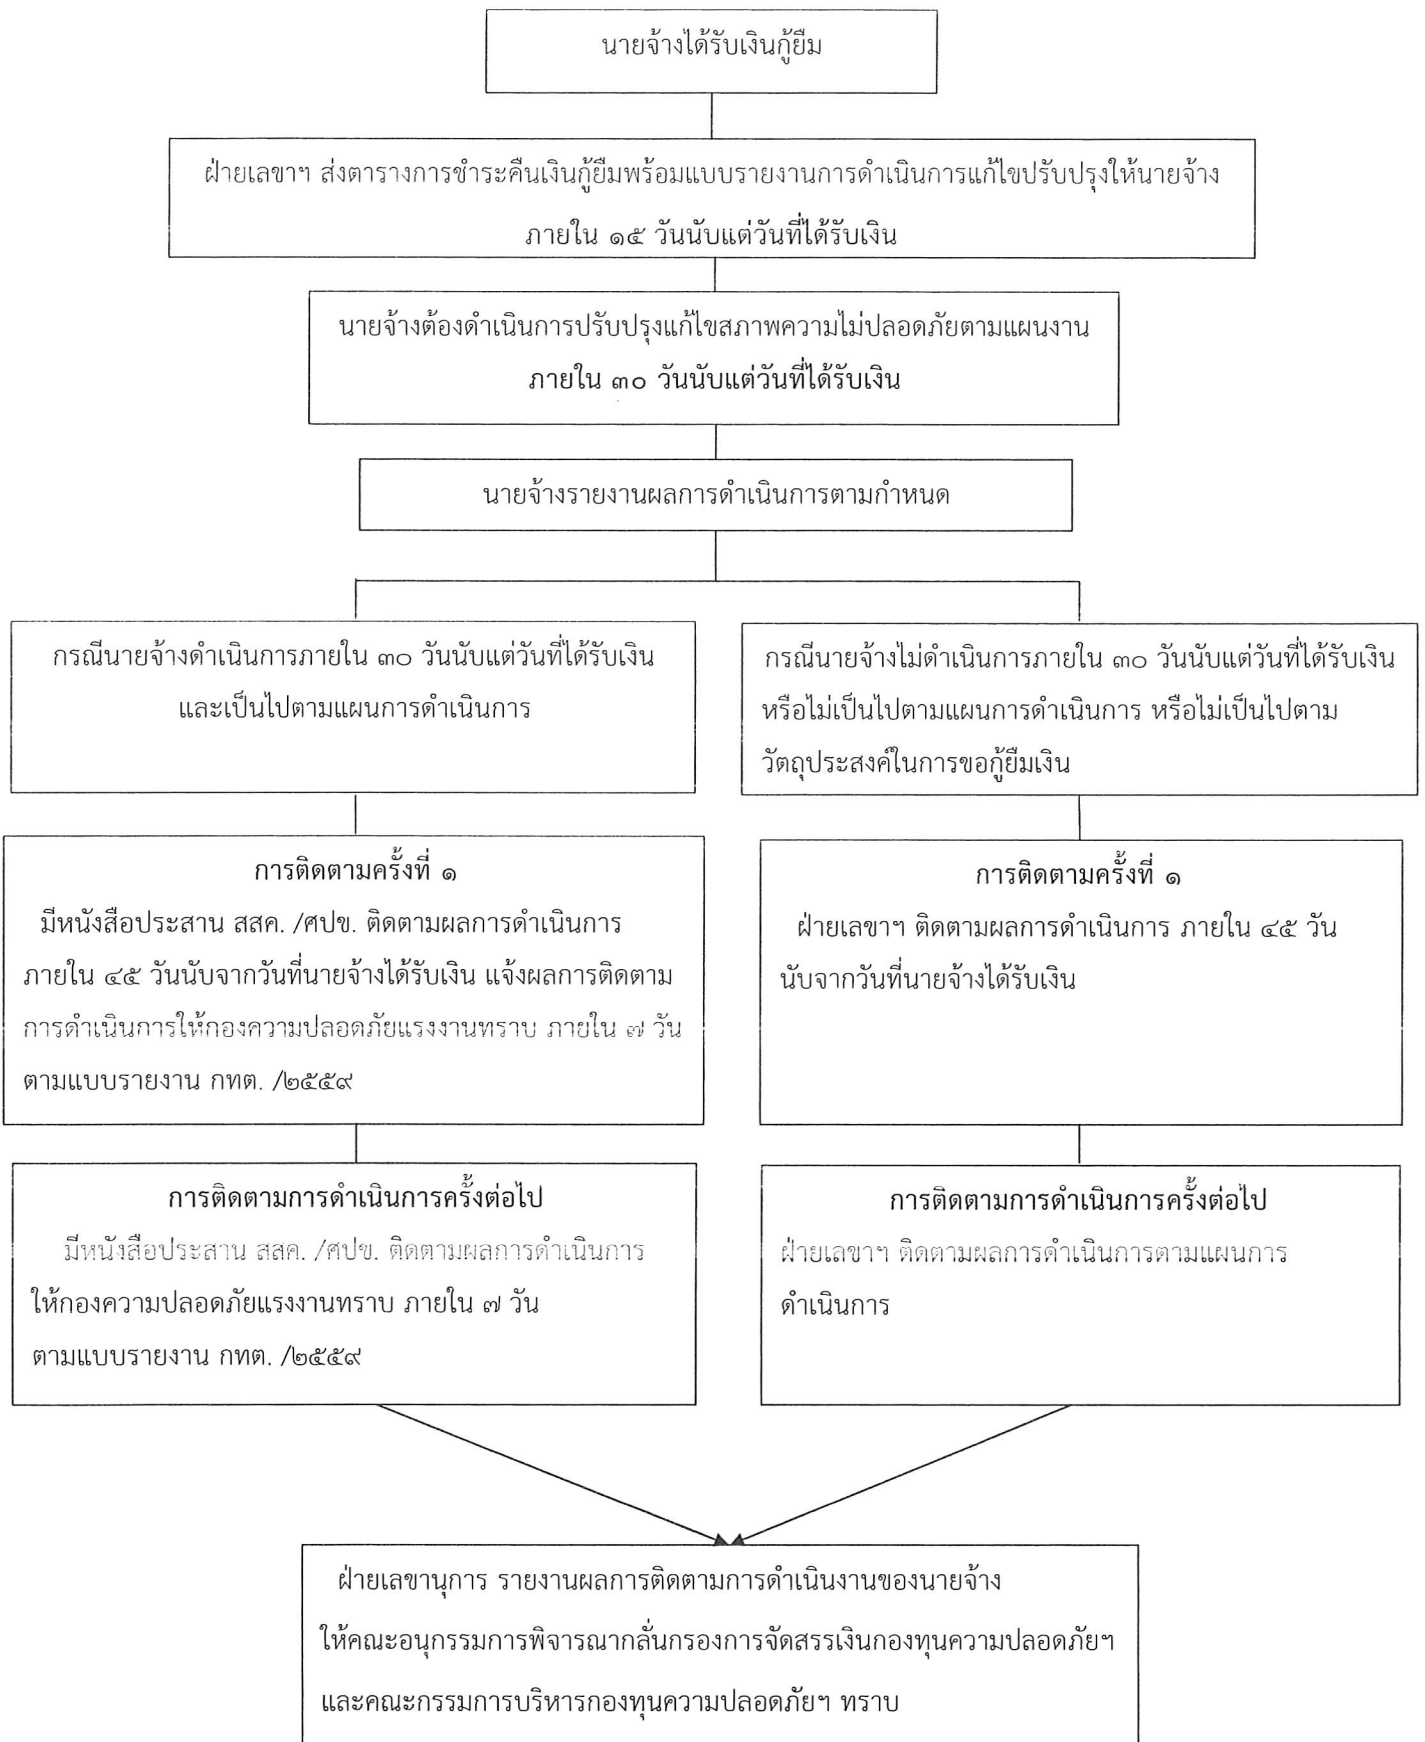 นายจ้างได้รับเงินกู้ยืม
ฝ่ายเลขาฯ ส่งตารางการชำระคืนเงินกู้ยืมพร้อมแบบรายงานการดำเนินการแก้ไขปรับปรุงให้นายจ้าง
ภายใน ๑๕ วันนับแต่วันที่ได้รับเงิน
นายจ้างต้องดำเนินการปรับปรุงแก้ไขสภาพความไม่ปลอดภัยตามแผนงาน
ภายใน ๓๐ วันนับแต่วันที่ได้รับเงิน
นายจ้างรายงานผลการดำเนินการตามกำหนด
กรณีนายจ้างดำเนินการภายใน ๓๐ วันนับแต่วันที่ได้รับเงิน
และเป็นไปตามแผนการดำเนินการ
กรณีนายจ้างไม่ดำเนินการภายใน ๓๐ วันนับแต่วันที่ได้รับเงิน
หรือไม่เป็นไปตามแผนการดำเนินการ หรือไม่เป็นไปตาม
วัตถุประสงค์ในการขอกู้ยืมเงิน
การติดตามครั้งที่ ๑
มีหนังสือประสาน สสค. /ศปข. ติดตามผลการดำเนินการ
ภายใน ๔๕ วันนับจากวันที่นายจ้างได้รับเงิน แจ้งผลการติดตาม
การดำเนินการให้กองความปลอดภัยแรงงานทราบ ภายใน ๗ วัน
ตามแบบรายงาน กทต. /๒๕๕๙
การติดตามครั้งที่ ๑
ฝ่ายเลขาฯ ติดตามผลการดำเนินการ ภายใน ๔๕ วัน
นับจากวันที่นายจ้างได้รับเงิน
การติดตามการดำเนินการครั้งต่อไป
มีหนังสือประสาน สสค. /ศปข. ติดตามผลการดำเนินการ
ให้กองความปลอดภัยแรงงานทราบ ภายใน ๗ วัน
ตามแบบรายงาน กทต. /๒๕๕๙
การติดตามการดำเนินการครั้งต่อไป
ฝ่ายเลขาฯ ติดตามผลการดำเนินการตามแผนการ
ดำเนินการ
ฝ่ายเลขานุการ รายงานผลการติดตามการดำเนินงานของนายจ้าง
ให้คณะอนุกรรมการพิจารณากลั่นกรองการจัดสรรเงินกองทุนความปลอดภัยฯ
และคณะกรรมการบริหารกองทุนความปลอดภัยฯ ทราบ